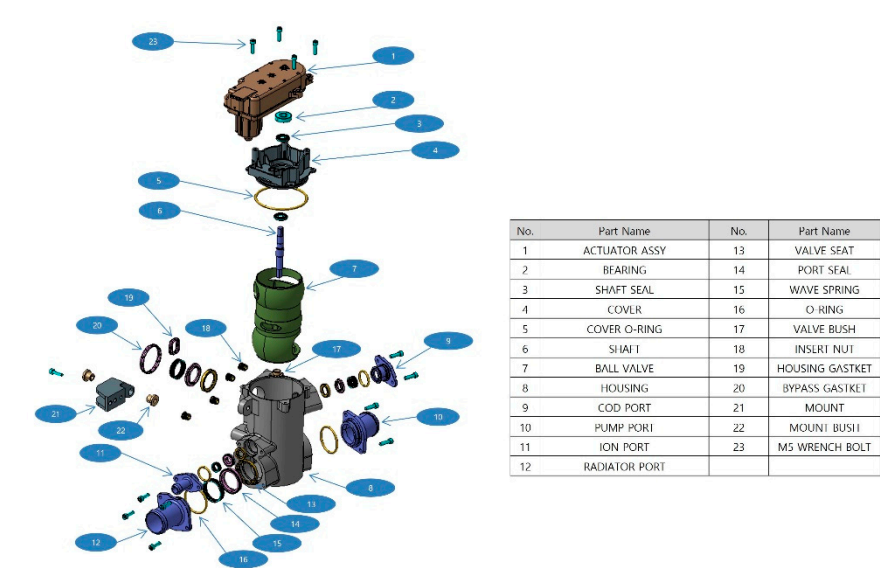 23
1
2
3
4
5
6
7
19
20
18
17
9
21
22
10
11
8
13
14
12
15
16
No. Part Name No. Part Name
1 ACTUATOR ASSY 13 VALVE SEAT
2 BEARING 14 PORT SEAL
3 SHAFT SEAL 15 WAVE SPRING
4 COVER 16 O-RING
5 COVER O-RING 17 VALVE BUSH
6 SHAFT 18 INSERT NUT
7 BALL VALVE 19 HOUSING GASTKET
8 HOUSING 20 BYPASS GASTKET
9 COD PORT 21 MOUNT
10 PUMP PORT 22 MOUNT BUSH
11 ION PORT 23 M5 WRENCH BOLT
12 RADIATOR PORT